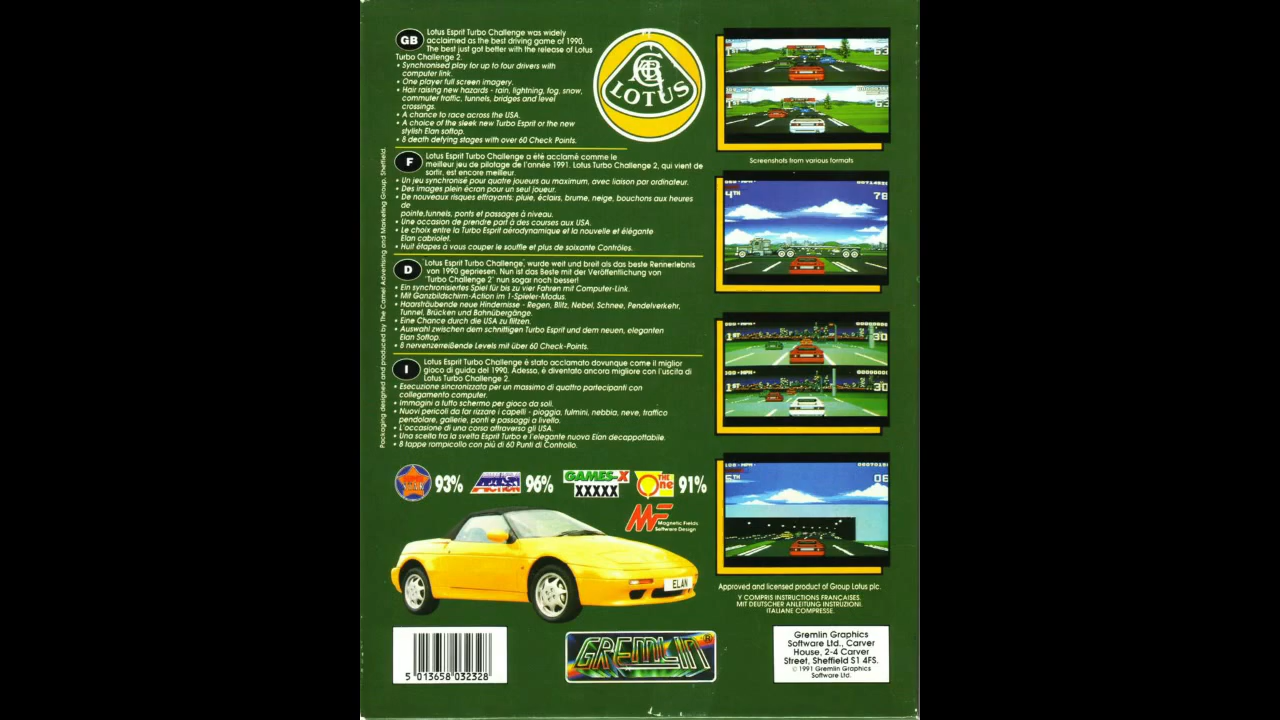 GB
Lotus Esprit Turbo Challenge was widely
acclaimed as the best driving game of 1990.
The best just got better with the release of Lotus
Turbo Challenge 2.
• Synchronised play for up to four drivers with
computer link.
• One player full screen imagery.
• Hair raising new hazards - rain, lightning, fog, snow,
commuter traffic, tunnels, bridges and level
crossings.
• A chance to race across the USA.
• A choice of the sleek new Turbo Esprit or the new
stylish Elan softop.
• 8 death defying stages with over 60 Check Points.
F
Lotus Esprit Turbo Challenge a été acclamé comme le
meilleur jeu de pilotage de l'année 1991. Lotus Turbo Challenge 2, qui vient de
sortir, est encore meilleur.
• Un jeu synchronisé pour quatre joueurs au maximum, avec liaison par ordinateur.
• Des images plein écran pour un seul joueur.
• De nouveaux risques effrayants: pluie, éclairs, brume, neige, bouchons aux heures
de
pointe,tunnels, ponts et passages à niveau.
• Une occasion de prendre part à des courses aux USA.
• Le choix entre la Turbo Esprit aérodynamique et la nouvelle et élégante
Elan cabriolet.
• Huit étapes à vous couper le souffle et plus de soixante Contrôles.
D
'Lotus Esprit Turbo Challenge', wurde weit und breit als das beste Rennerlebnis
von 1990 gepriesen. Nun ist das Beste mit der Veröffentlichung von
'Turbo Challenge 2' nun sogar noch besser!
• Ein synchronisiertes Spiel für bis zu vier Fahren mit Computer-Link.
• Mit Ganzbildschirm-Action im 1-Spieler-Modus.
• Haarsträubende neue Hindernisse - Regen, Blitz, Nebel, Schnee, Pendelverkehr,
Tunnel, Brücken und Bahnübergänge.
• Eine Chance durch die USA zu flitzen.
• Auswahl zwischen dem schnittigen Turbo Esprit und dem neuen, eleganten
Elan Softop.
• 8 nervenzerreißende Levels mit über 60 Check-Points.
I
Lotus Esprit Turbo Challenge è stato acclamato dovunque come il miglior
gioco di guida del 1990. Adesso, è diventato ancora migliore con l'uscita di
Lotus Turbo Challenge 2.
• Esecuzione sincronizzata per un massimo di quattro partecipanti con
collegamento computer.
• Immagini a tutto schermo per gioco da soli.
• Nuovi pericoli da far rizzare i capelli - pioggia, fulmini, nebbia, neve, traffico
pendolare, gallerie, ponti e passaggi a livello.
• L'occasione di una corsa attraverso gli USA.
• Una scelta fra la svelta Esprit Turbo e l'elegante nuova Elan decappottabile.
• 8 tappe rompicollo con più di 60 Punti di Controllo.
Packaging designed and produced by The Camel Advertising and Marketing Group, Sheffield.
LOTUS
1ST 63
1ST 63
Screenshots from various formats
4TH 78
1ST 30
1ST 30
5TH 06
93%
ACTION 96%
GAMES-X
XXXXX
THE One 91%
MF
Magnetic Fields
Software Design
ELAN
Approved and licensed product of Group Lotus plc.
Y COMPRIS INSTRUCTIONS FRANCAISES.
MIT DEUTSCHER ANLEITUNG INSTRUZIONI.
ITALIANE COMPRESSE.
5 013658 032328
GREMLIN®
Gremlin Graphics
Software Ltd., Carver
House, 2-4 Carver
Street, Sheffield S1 4FS.
© 1991 Gremlin Graphics
Software Ltd.